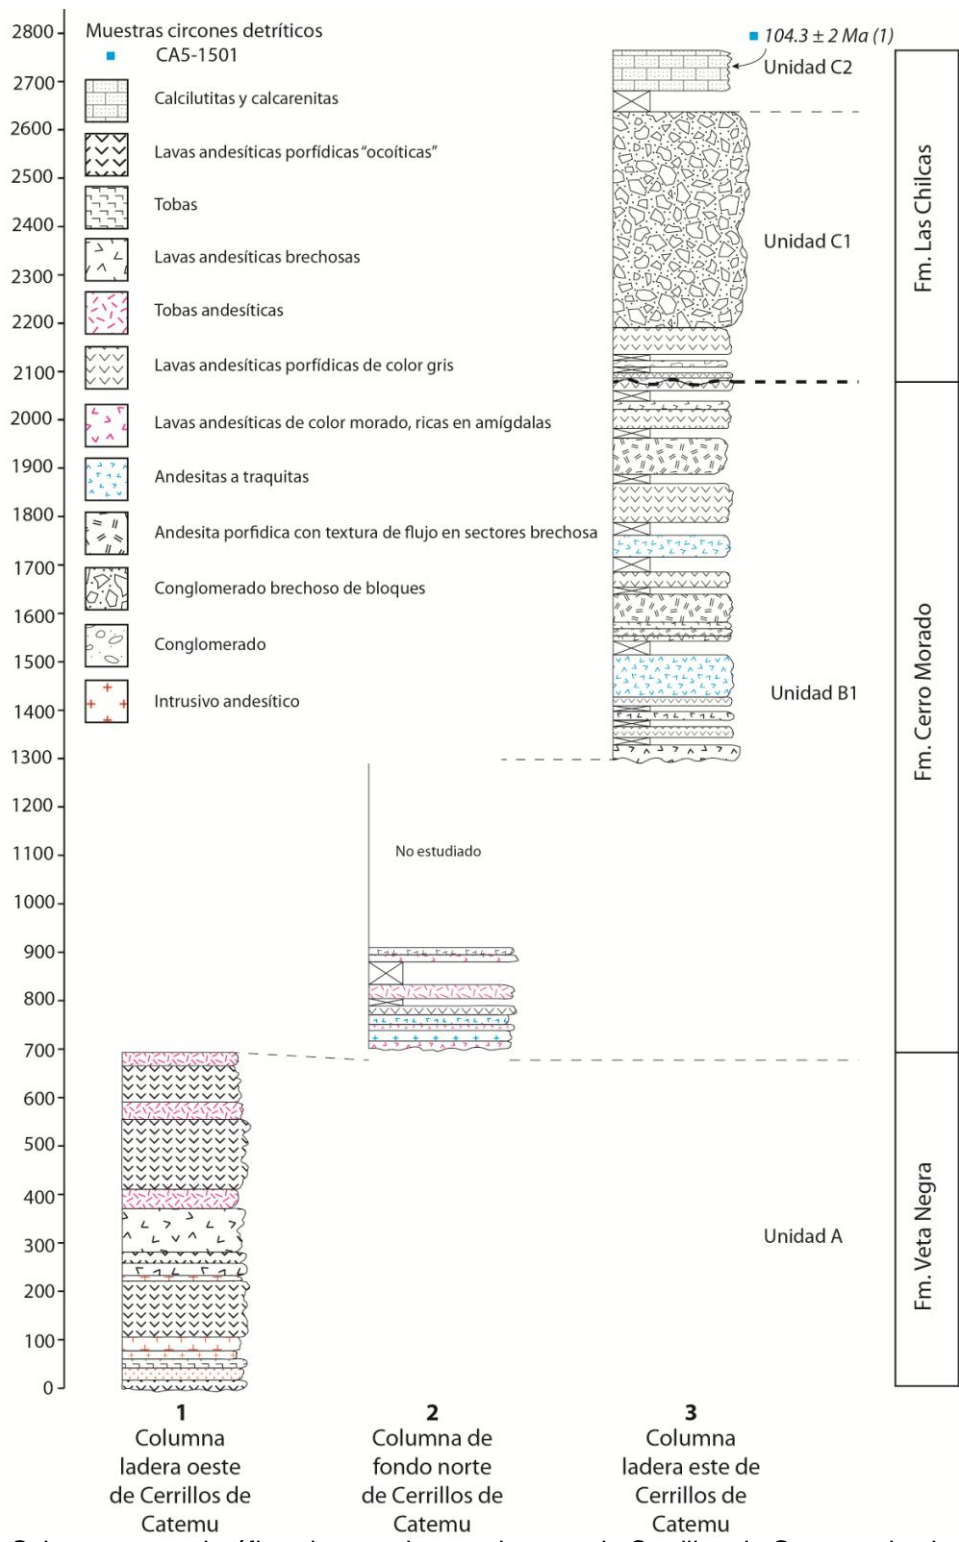 2800
2700
2600
2500
2400
2300
2200
2100
2000
1900
1800
1700
1600
1500
1400
1300
1200
1100
1000
900
800
700
600
500
400
300
200
100
0
Muestras circones detríticos
CA5-1501
Calcilutitas y calcarenitas
Lavas andesíticas porfídicas “ocoíticas”
Tobas
Lavas andesíticas brechosas
Tobas andesíticas
Lavas andesíticas porfídicas de color gris
Lavas andesíticas de color morado, ricas en amígdalas
Andesitas a traquitas
Andesita porfidica con textura de flujo en sectores brechosa
Conglomerado brechoso de bloques
Conglomerado
Intrusivo andesítico
104.3 ± 2 Ma (1)
Unidad C2
Unidad C1
Unidad B1
No estudiado
Unidad A
Fm. Las Chilcas
Fm. Cerro Morado
Fm. Veta Negra
1
Columna
ladera oeste
de Cerrillos de
Catemu
2
Columna de
fondo norte
de Cerrillos de
Catemu
3
Columna
ladera este de
Cerrillos de
Catemu